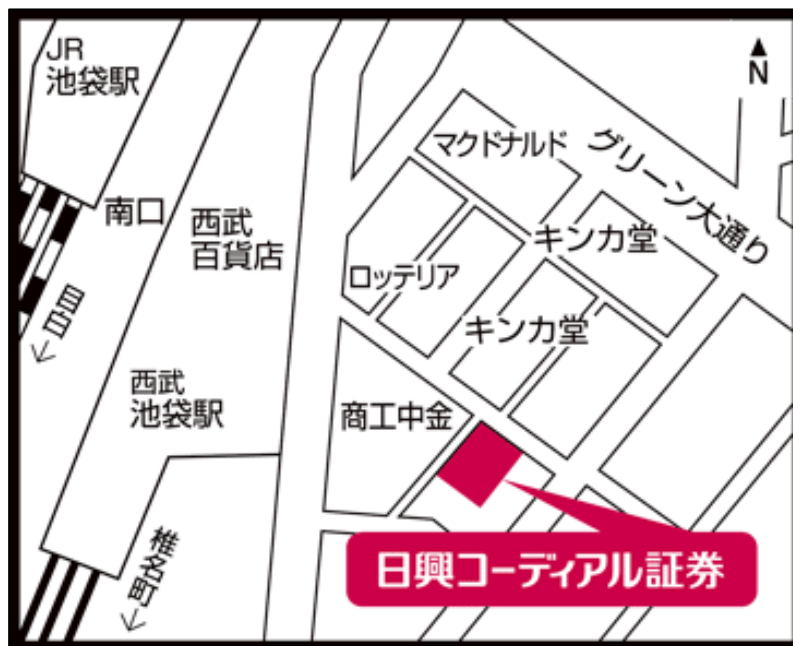 JR
池袋駅
N
マクドナルド
グリーン大通り
南口
西武
百貨店
キンカ堂
ロッテリア
目白
キンカ堂
西武
池袋駅
商工中金
椎名町
日興コーディアル証券